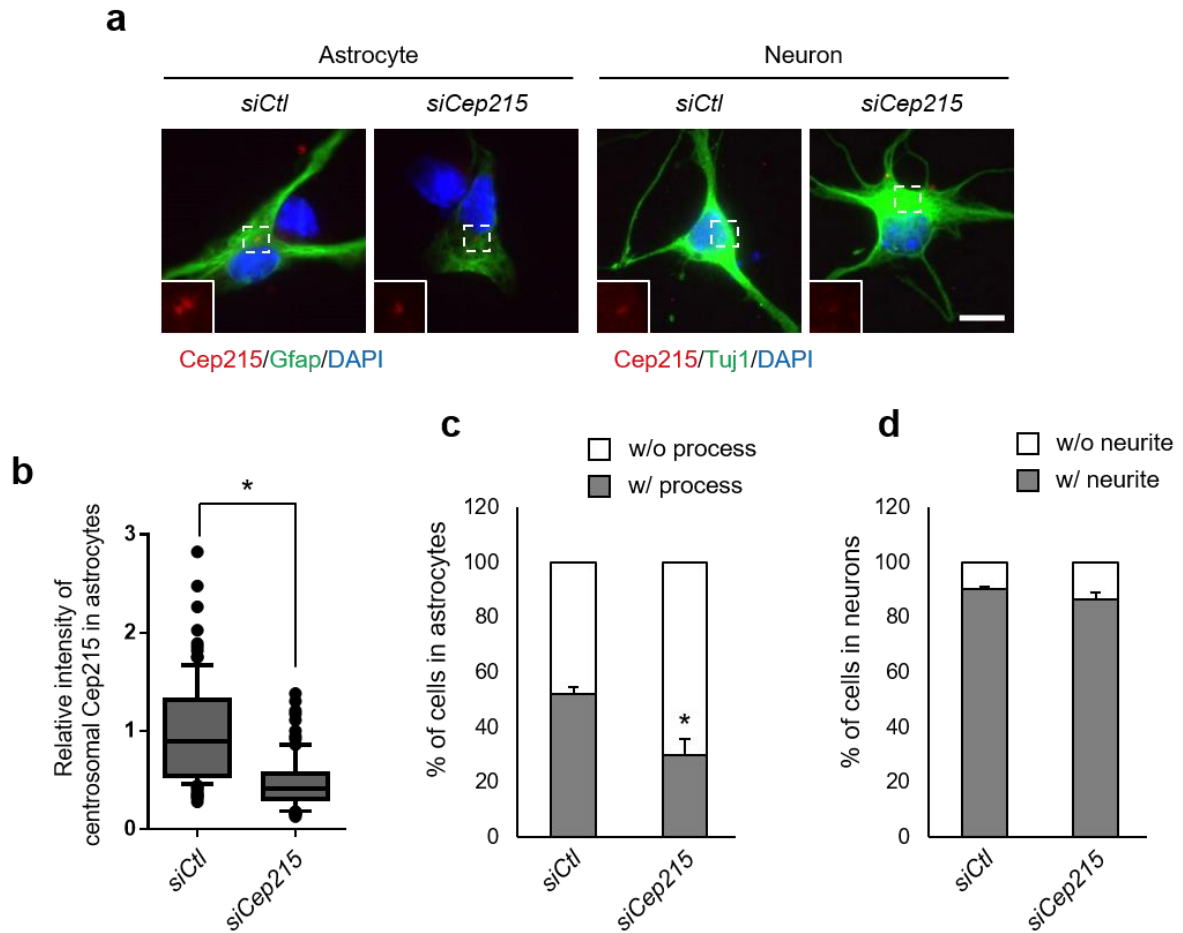 a
Astrocyte
Neuron
siCtl
siCep215
siCtl
siCep215
Cep215/Gfap/DAPI
Cep215/Tuj1/DAPI
b
Relative intensity of
centrosomal Cep215 in astrocytes
*
3
2
1
0
siCtl
siCep215
c
w/o process
w/ process
% of cells in astrocytes
120
100
80
60
40
20
0
*
siCtl
siCep215
d
w/o neurite
w/ neurite
% of cells in neurons
120
100
80
60
40
20
0
siCtl
siCep215